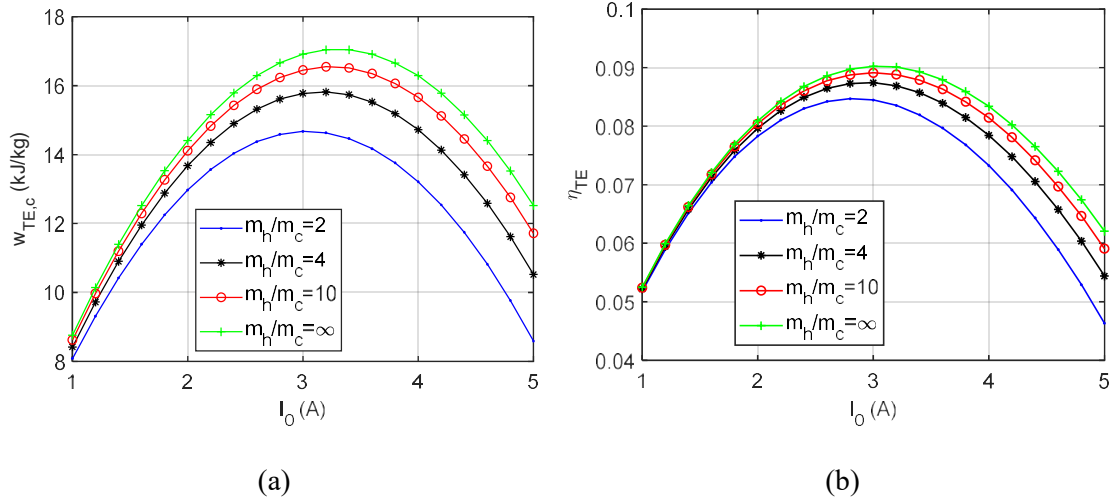 18
16
14
12
10
8
w_TE,c (kJ/kg)
m_h/m_c=2
m_h/m_c=4
m_h/m_c=10
m_h/m_c=∞
1 2 3 4 5
I_0 (A)
(a)
0.1
0.09
0.08
0.07
0.06
0.05
0.04
η_TE
m_h/m_c=2
m_h/m_c=4
m_h/m_c=10
m_h/m_c=∞
1 2 3 4 5
I_0 (A)
(b)